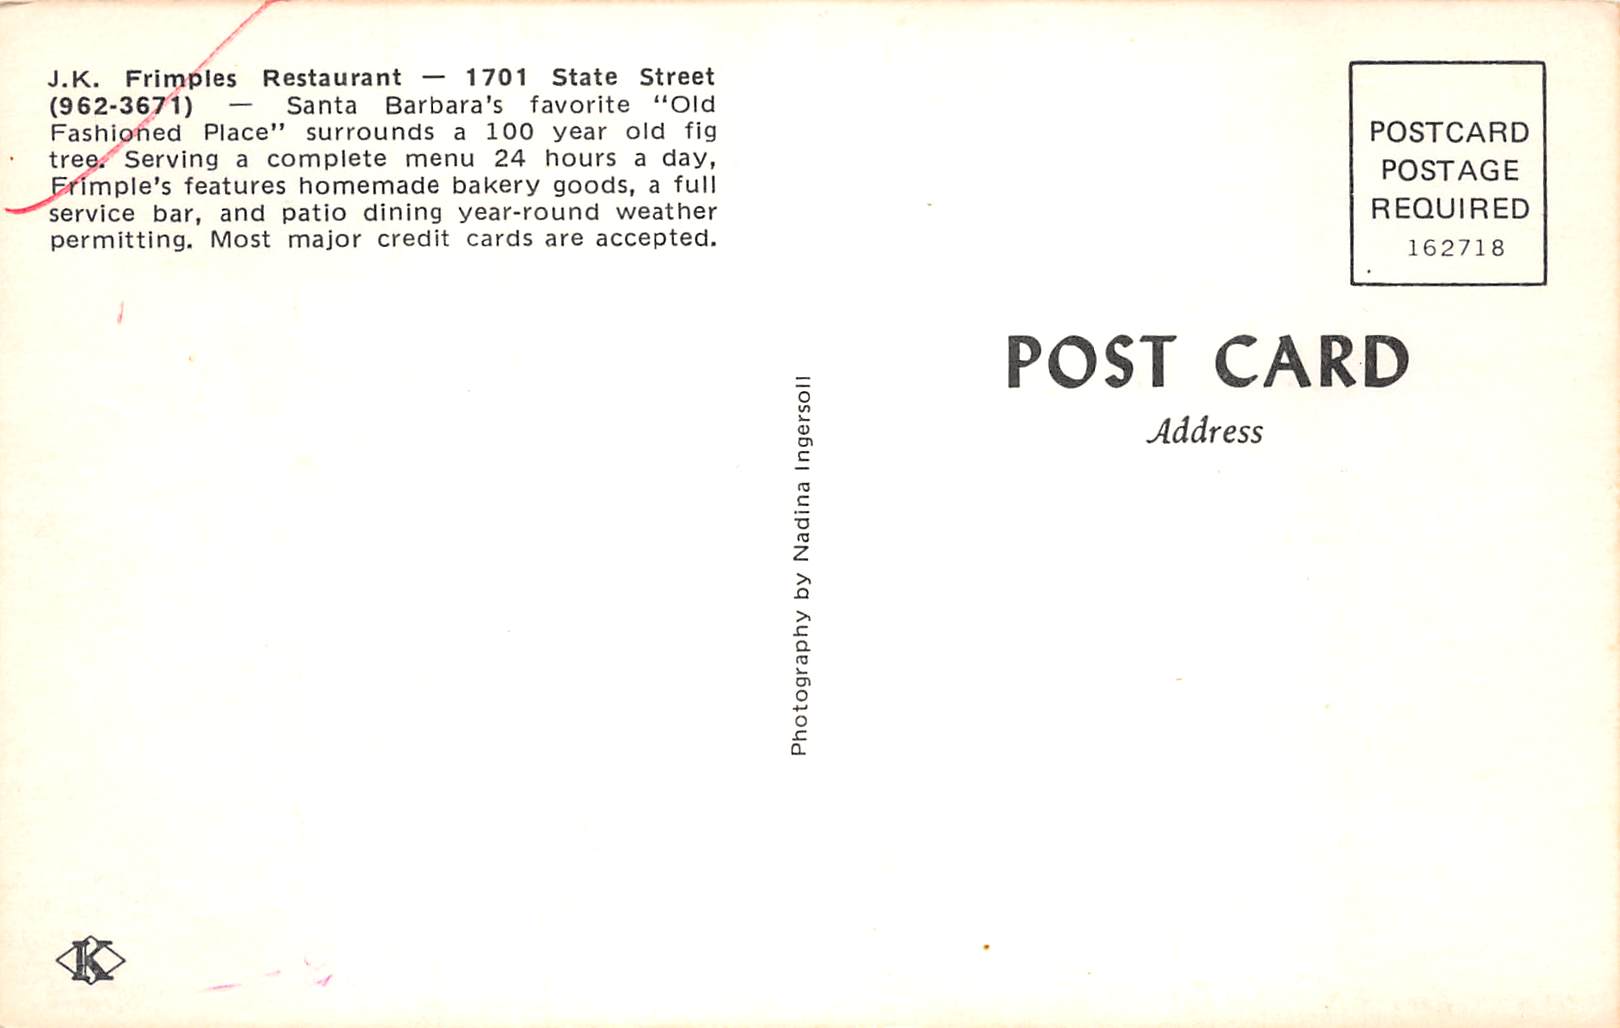 J.K. Frimples Restaurant — 1701 State Street
(962-3671) — Santa Barbara's favorite "Old
Fashioned Place" surrounds a 100 year old fig
tree. Serving a complete menu 24 hours a day,
Frimple's features homemade bakery goods, a full
service bar, and patio dining year-round weather
permitting. Most major credit cards are accepted.
POSTCARD
POSTAGE
REQUIRED
162718
POST CARD
Address
Photography by Nadina Ingersoll
K